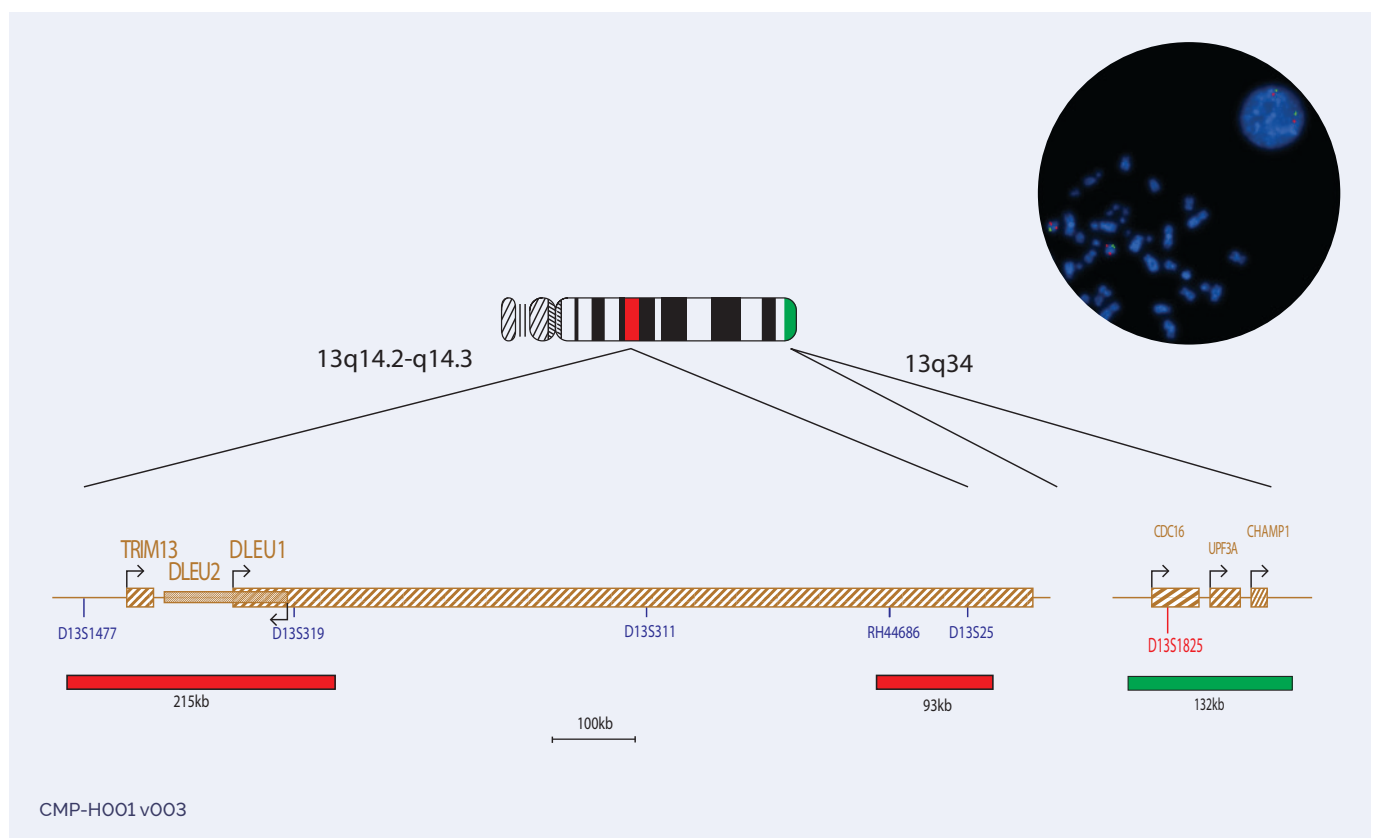 13q14.2-q14.3
13q34
TRIM13
DLEU2
DLEU1
CDC16
UPF3A
CHAMP1
D13S1477
D13S319
D13S311
RH44686
D13S25
D13S1825
215kb
93kb
132kb
100kb
CMP-H001 v003